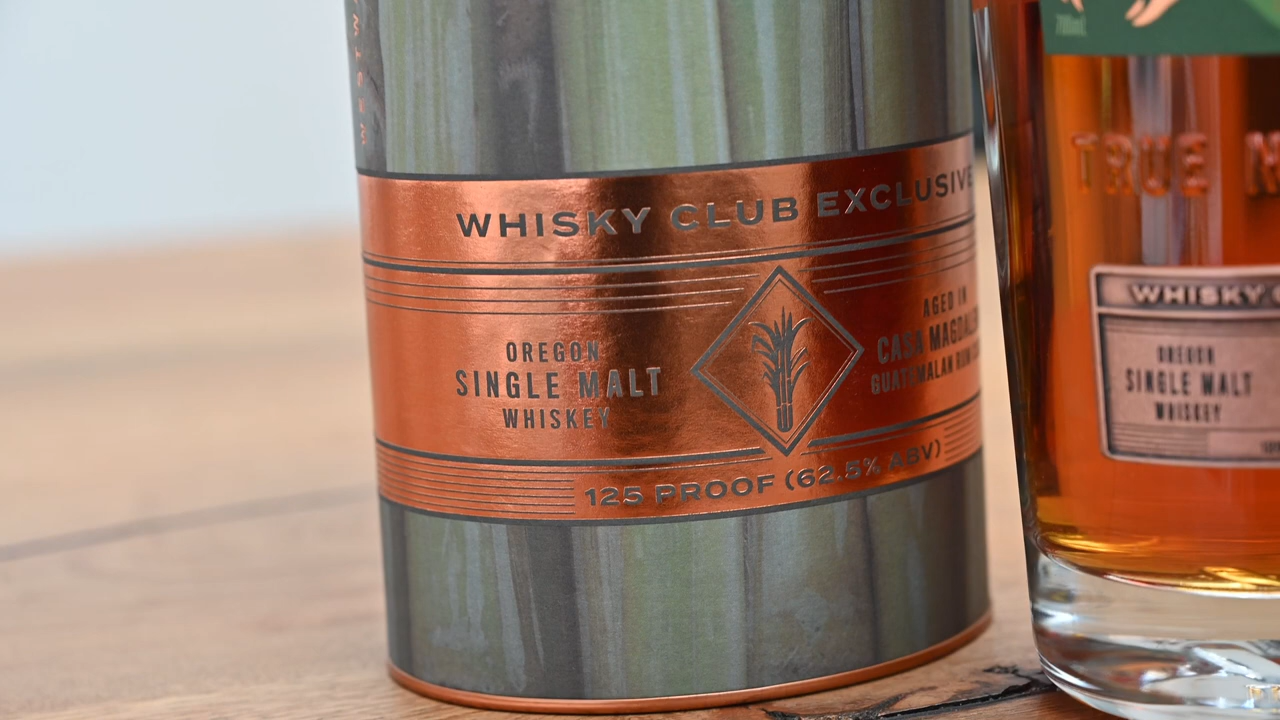 WHISKY CLUB EXCLUSIVE
OREGON
SINGLE MALT
WHISKEY
AGED IN
CASA
GUATEMALAN RUM
125 PROOF (62.5% ABV)
700mL
TRUE
WHISKY
OREGON
SINGLE MALT
WHISKEY